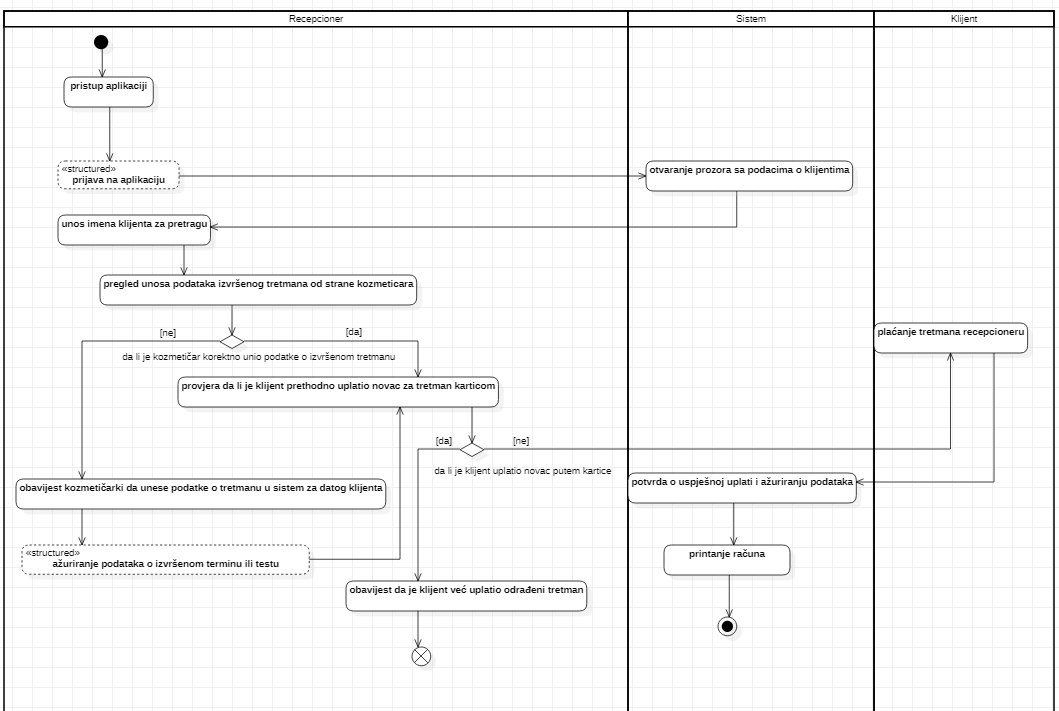 Recepcioner
Sistem
Klijent
pristup aplikaciji
«structured»
prijava na aplikaciju
otvaranje prozora sa podacima o klijentima
unos imena klijenta za pretragu
pregled unosa podataka izvršenog tretmana od strane kozmeticara
[ne]
[da]
da li je kozmetičar korektno unio podatke o izvršenom tretmanu
plaćanje tretmana recepcioneru
provjera da li je klijent prethodno uplatio novac za tretman karticom
[da]
[ne]
da li je klijent uplatio novac putem kartice
obavijest kozmetičarki da unese podatke o tretmanu u sistem za datog klijenta
potvrda o uspješnoj uplati i ažuriranju podataka
«structured»
ažuriranje podataka o izvršenom terminu ili testu
printanje računa
obavijest da je klijent već uplatio odrađeni tretman